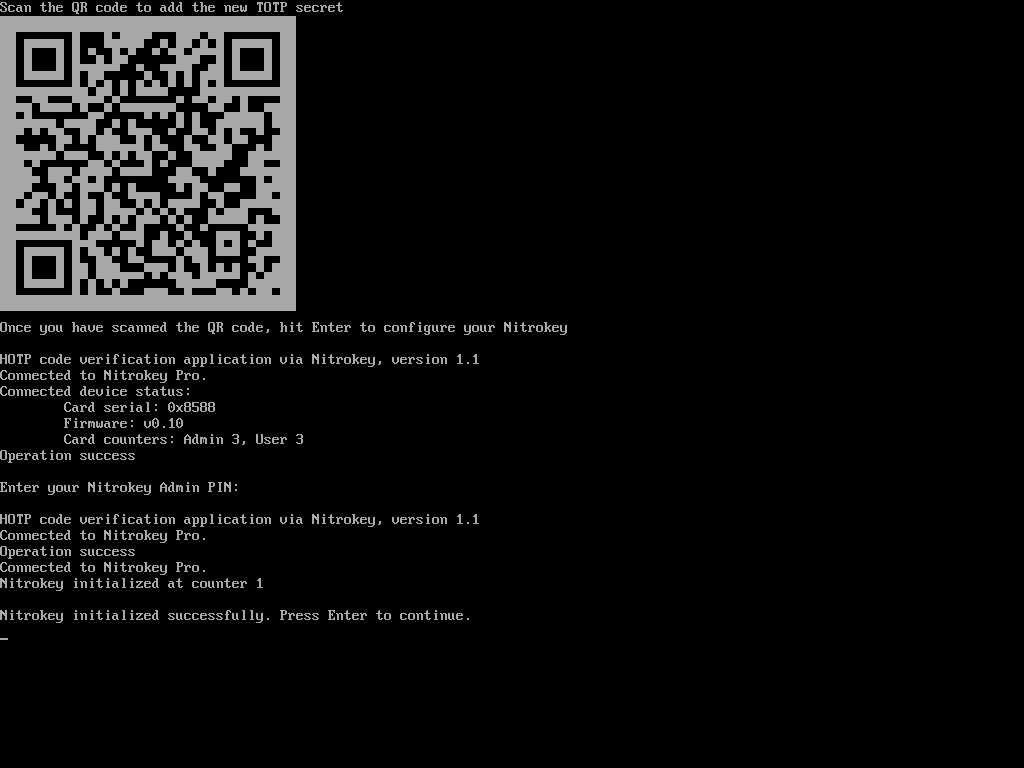 Scan the QR code to add the new TOTP secret
Once you have scanned the QR code, hit Enter to configure your Nitrokey
HOTP code verification application via Nitrokey, version 1.1
Connected to Nitrokey Pro.
Connected device status:
Card serial: 0x8588
Firmware: v0.10
Card counters: Admin 3, User 3
Operation success
Enter your Nitrokey Admin PIN:
HOTP code verification application via Nitrokey, version 1.1
Connected to Nitrokey Pro.
Operation success
Connected to Nitrokey Pro.
Nitrokey initialized at counter 1
Nitrokey initialized successfully. Press Enter to continue.